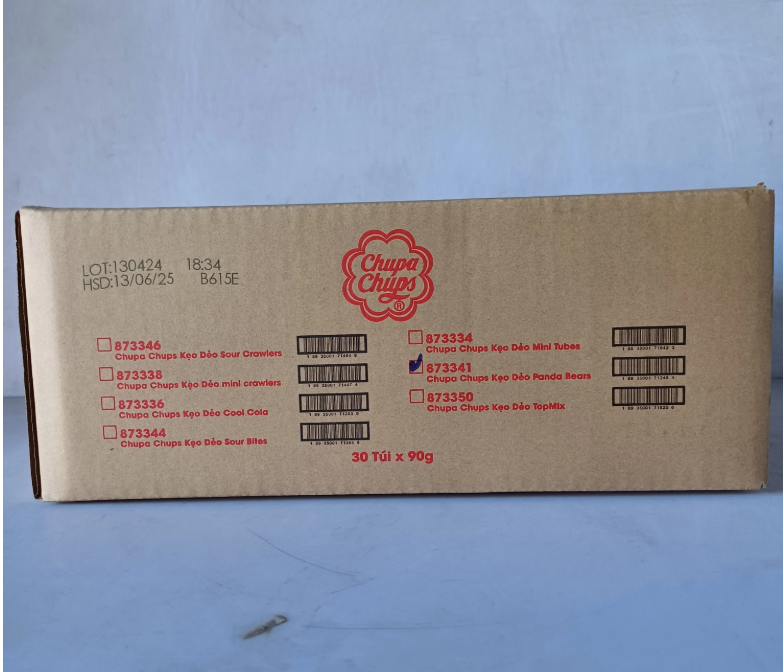 LOT:130424 18:34
HSD:13/06/25 B615E
Chupa
Chups
®
873346
Chupa Chups Kẹo Dẻo Sour Crawlers
873338
Chupa Chups Kẹo Dẻo mini crawlers
873336
Chupa Chups Kẹo Dẻo Cool Cola
873344
Chupa Chups Kẹo Dẻo Sour Bites
873334
Chupa Chups Kẹo Dẻo Mini Tubes
873341
Chupa Chups Kẹo Dẻo Panda Bears
873350
Chupa Chups Kẹo Dẻo TopMix
30 Túi x 90g